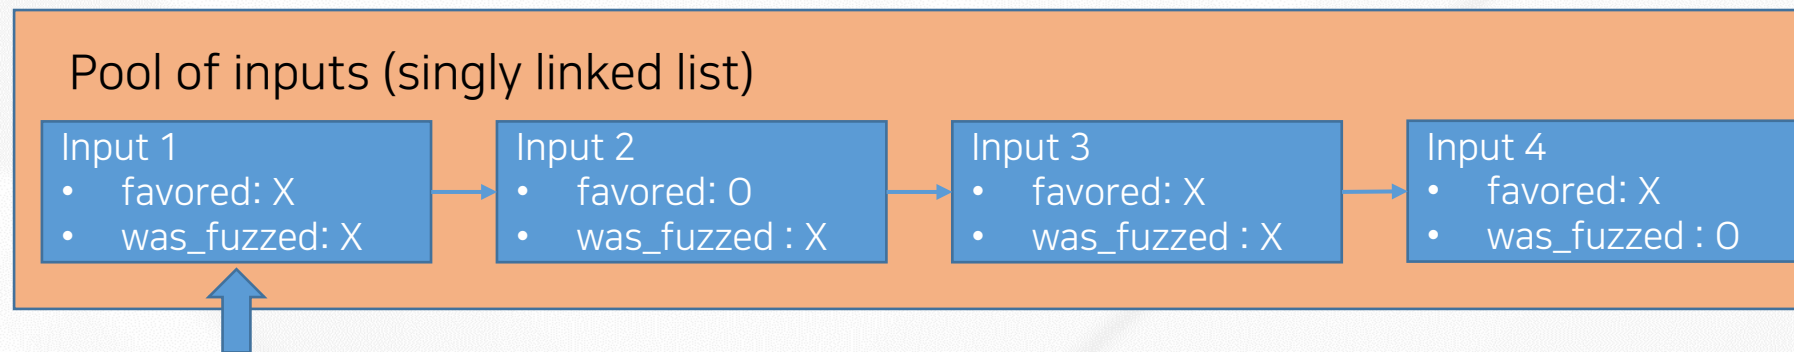 Pool of inputs (singly linked list)
Input 1
• favored: X
• was_fuzzed: X
Input 2
• favored: O
• was_fuzzed : X
Input 3
• favored: X
• was_fuzzed : X
Input 4
• favored: X
• was_fuzzed : O